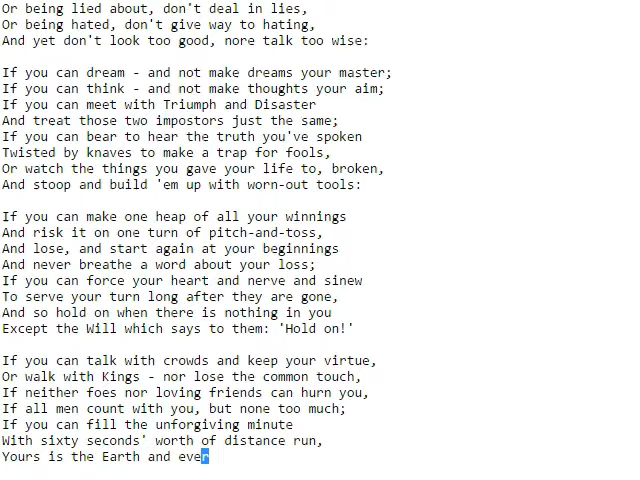 Or being lied about, don't deal in lies,
Or being hated, don't give way to hating,
And yet don't look too good, nore talk too wise:

If you can dream - and not make dreams your master;
If you can think - and not make thoughts your aim;
If you can meet with Triumph and Disaster
And treat those two impostors just the same;
If you can bear to hear the truth you've spoken
Twisted by knaves to make a trap for fools,
Or watch the things you gave your life to, broken,
And stoop and build 'em up with worn-out tools:

If you can make one heap of all your winnings
And risk it on one turn of pitch-and-toss,
And lose, and start again at your beginnings
And never breathe a word about your loss;
If you can force your heart and nerve and sinew
To serve your turn long after they are gone,
And so hold on when there is nothing in you
Except the Will which says to them: 'Hold on!'

If you can talk with crowds and keep your virtue,
Or walk with Kings - nor lose the common touch,
If neither foes nor loving friends can hurn you,
If all men count with you, but none too much;
If you can fill the unforgiving minute
With sixty seconds' worth of distance run,
Yours is the Earth and ever